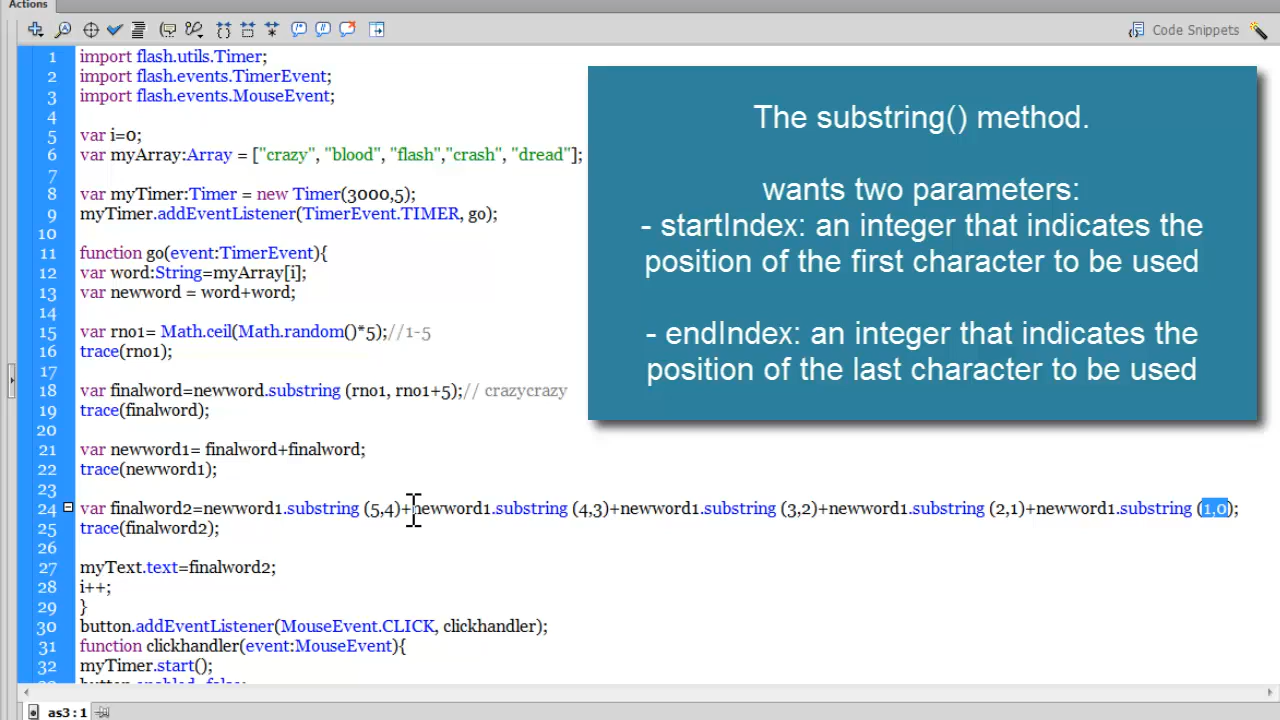 Actions
Code Snippets
1 import flash.utils.Timer;
2 import flash.events.TimerEvent;
3 import flash.events.MouseEvent;
4
5 var i=0;
6 var myArray:Array = ["crazy", "blood", "flash","crash", "dread"];
7
8 var myTimer:Timer = new Timer(3000,5);
9 myTimer.addEventListener(TimerEvent.TIMER, go);
10
11 function go(event:TimerEvent){
12 var word:String=myArray[i];
13 var newword = word+word;
14
15 var rno1= Math.ceil(Math.random()*5);//1-5
16 trace(rno1);
17
18 var finalword=newword.substring (rno1, rno1+5);// crazycrazy
19 trace(finalword);
20
21 var newword1= finalword+finalword;
22 trace(newword1);
23
24 var finalword2=newword1.substring (5,4)+newword1.substring (4,3)+newword1.substring (3,2)+newword1.substring (2,1)+newword1.substring (1,0);
25 trace(finalword2);
26
27 myText.text=finalword2;
28 i++;
29 }
30 button.addEventListener(MouseEvent.CLICK, clickhandler);
31 function clickhandler(event:MouseEvent){
32 myTimer.start();
The substring() method.
wants two parameters:
- startIndex: an integer that indicates the
position of the first character to be used
- endIndex: an integer that indicates the
position of the last character to be used
as3:1